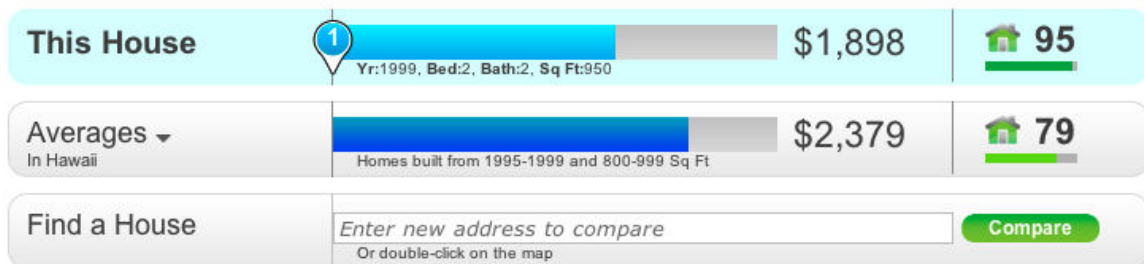 This House
1
$1,898
95
Yr:1999, Bed:2, Bath:2, Sq Ft:950
Averages
In Hawaii
$2,379
79
Homes built from 1995-1999 and 800-999 Sq Ft
Find a House
Enter new address to compare
Compare
Or double-click on the map